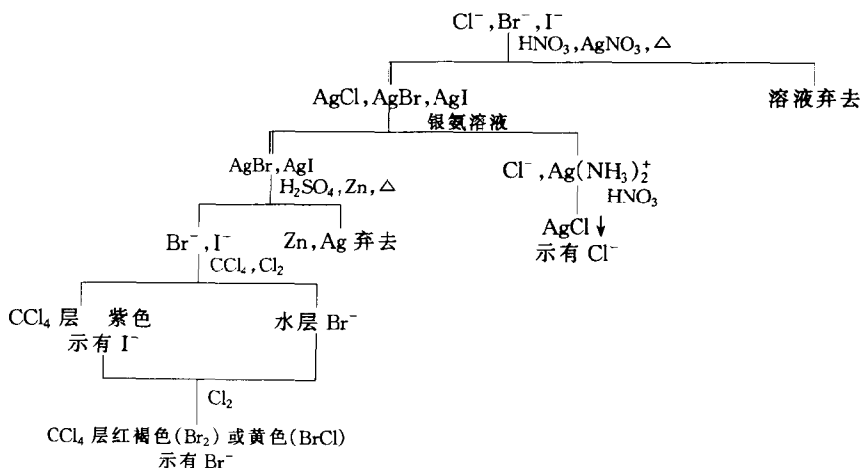 Cl⁻,Br⁻,I⁻
HNO₃,AgNO₃,△
AgCl,AgBr,AgI
溶液弃去
银氨溶液
AgBr,AgI
Cl⁻,Ag(NH₃)₂⁺
H₂SO₄,Zn,△
HNO₃
AgCl↓
示有 Cl⁻
Br⁻,I⁻
Zn,Ag 弃去
CCl₄,Cl₂
CCl₄ 层 紫色
示有 I⁻
水层 Br⁻
Cl₂
CCl₄ 层红褐色(Br₂)或黄色(BrCl)
示有 Br⁻